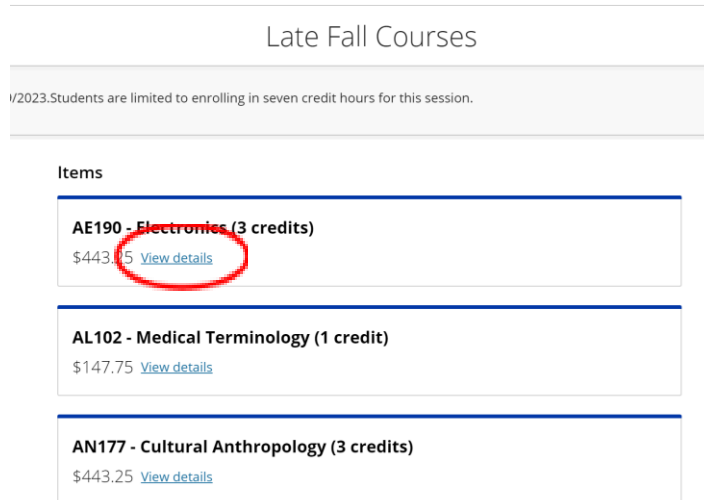 Late Fall Courses
/2023.Students are limited to enrolling in seven credit hours for this session.
Items
AE190 - Electronics (3 credits)
$443.25 View details
AL102 - Medical Terminology (1 credit)
$147.75 View details
AN177 - Cultural Anthropology (3 credits)
$443.25 View details